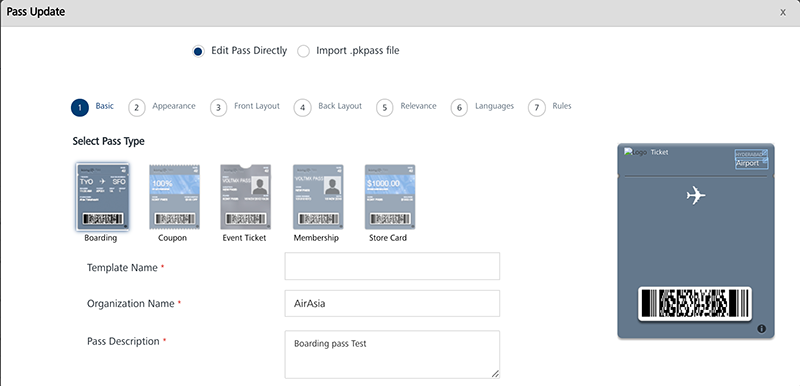 Pass Update
x
Edit Pass Directly
Import .pkpass file
1 Basic 2 Appearance 3 Front Layout 4 Back Layout 5 Relevance 6 Languages 7 Rules
Select Pass Type
TYO SFO
100%
VOLTMX PASS
VOLTMX PASS
$1000.00
Boarding Coupon Event Ticket Membership Store Card
Template Name *
Organization Name *
AirAsia
Pass Description *
Boarding pass Test
Logo Ticket
HYDERABAD
Airport